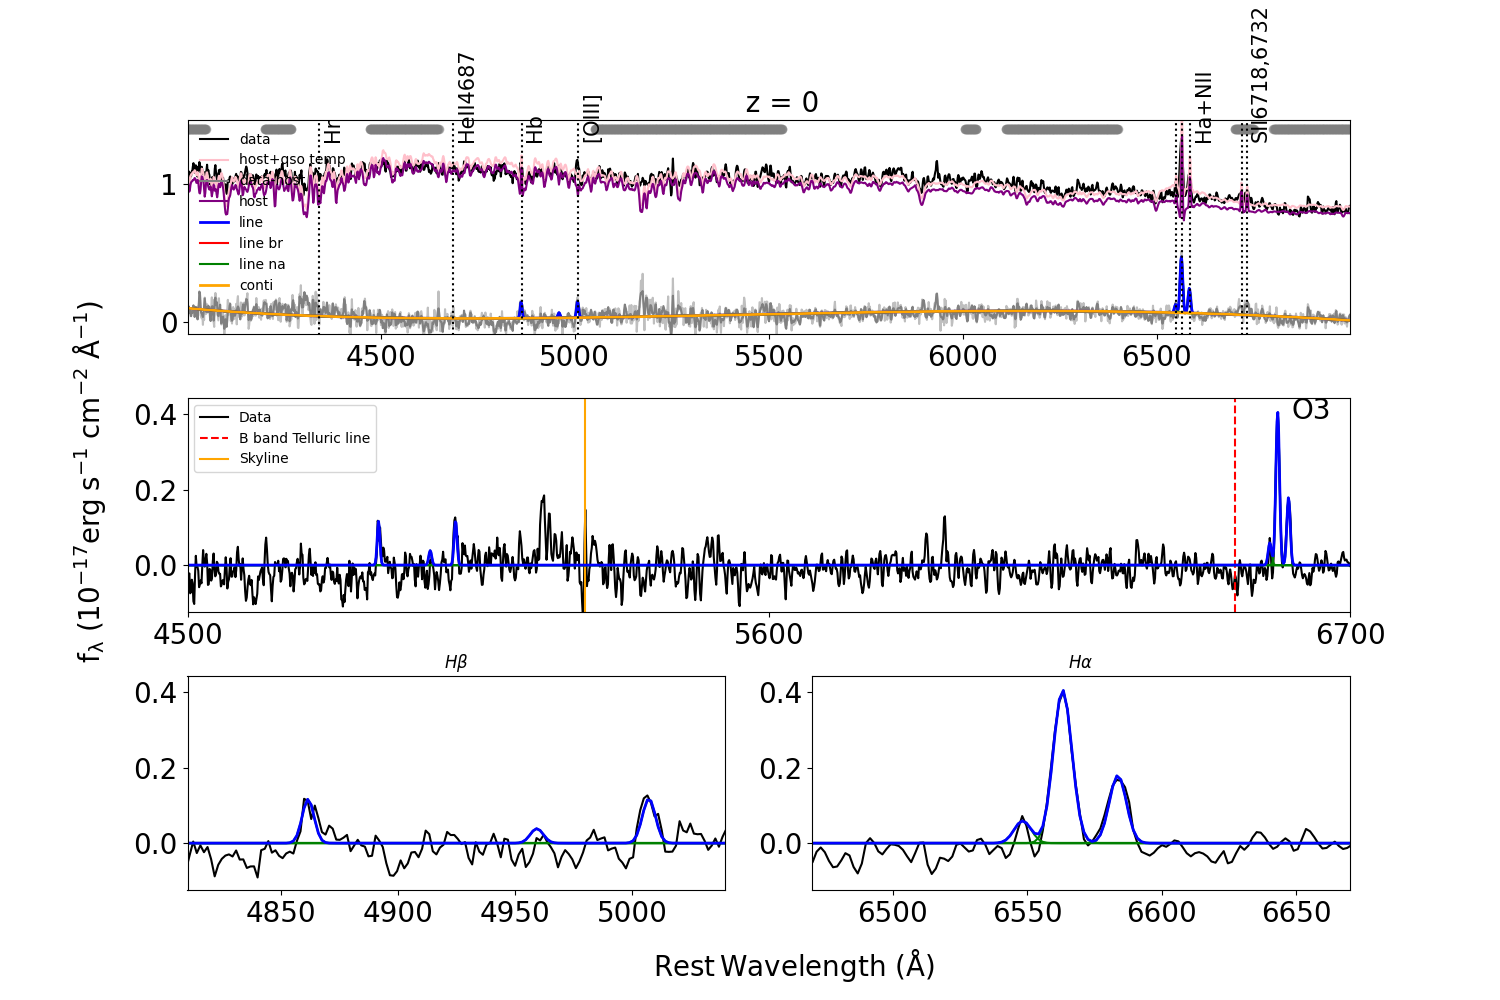 z = 0
Hr
HeII4687
Hb
[OIII]
Ha+NII
SII6718,6732
data
host+qso temp
data-host
host
line
line br
line na
conti
1
0
4500 5000 5500 6000 6500
fλ (10⁻¹⁷erg s⁻¹ cm⁻² Å⁻¹)
Data
B band Telluric line
Skyline
O3
0.4
0.2
0.0
4500 5600 6700
Hβ
0.4
0.2
0.0
4850 4900 4950 5000
Hα
0.4
0.2
0.0
6500 6550 6600 6650
Rest Wavelength (Å)